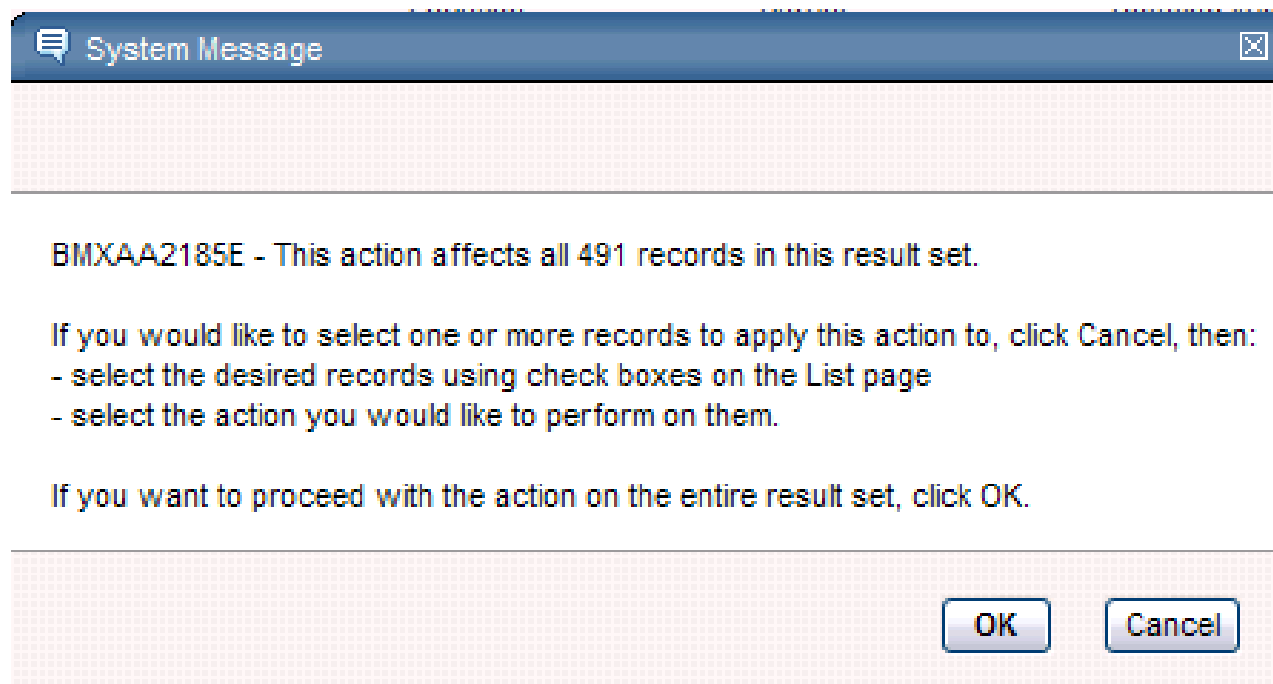 System Message
BMXAA2185E - This action affects all 491 records in this result set.
If you would like to select one or more records to apply this action to, click Cancel, then:
- select the desired records using check boxes on the List page
- select the action you would like to perform on them.
If you want to proceed with the action on the entire result set, click OK.
OK Cancel